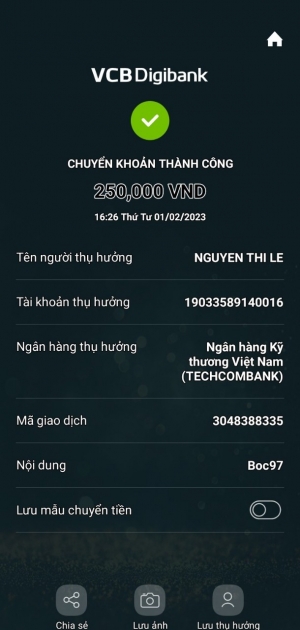 VCB Digibank
CHUYỂN KHOẢN THÀNH CÔNG
250,000 VND
16:26 Thứ Tư 01/02/2023
Tên người thụ hưởng NGUYEN THI LE
Tài khoản thụ hưởng 19033589140016
Ngân hàng thụ hưởng Ngân hàng Kỹ
thương Việt Nam
(TECHCOMBANK)
Mã giao dịch 3048388335
Nội dung Boc97
Lưu mẫu chuyển tiền
Chia sẻ Lưu ảnh Lưu thụ hưởng